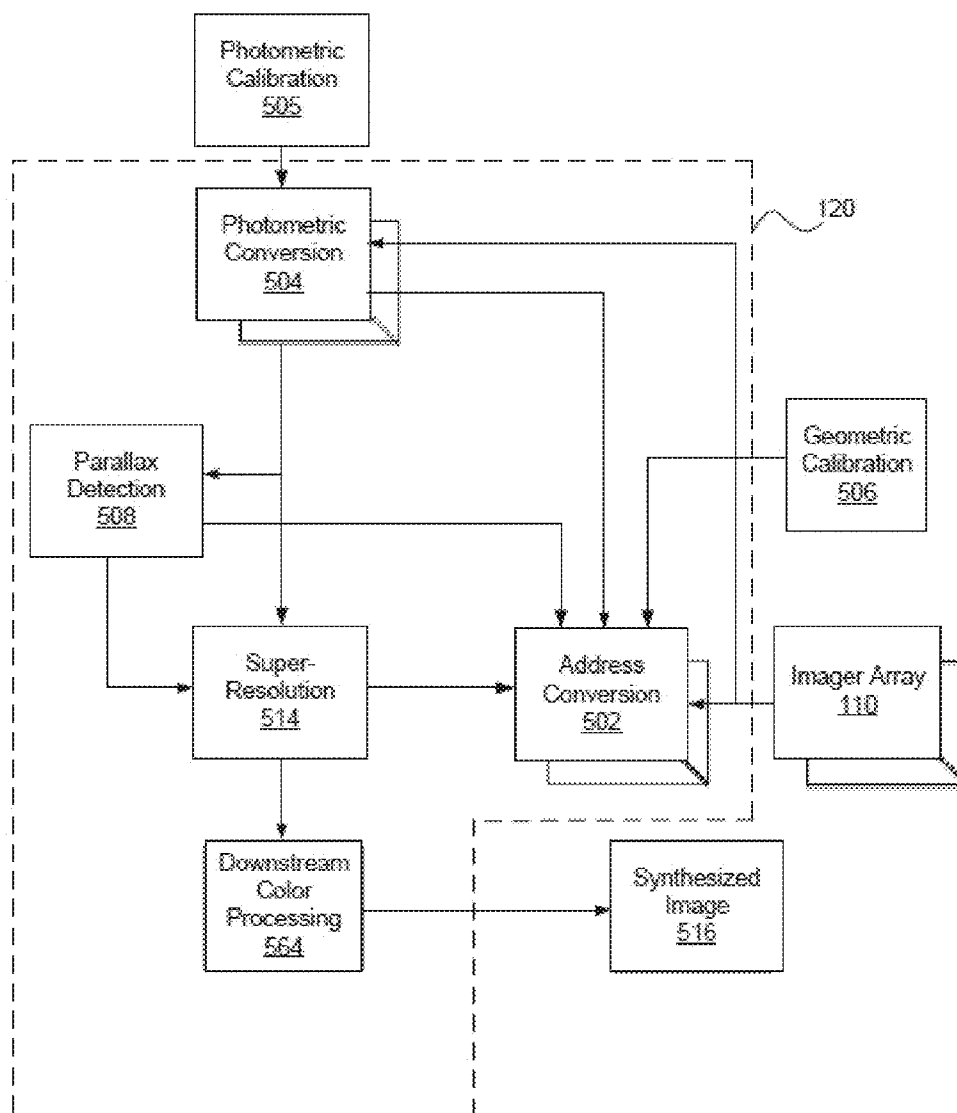 Photometric
Calibration
505
Photometric
Conversion
504
120
Parallax
Detection
508
Geometric
Calibration
506
Super-
Resolution
514
Address
Conversion
502
Imager Array
110
Downstream
Color
Processing
564
Synthesized
Image
516